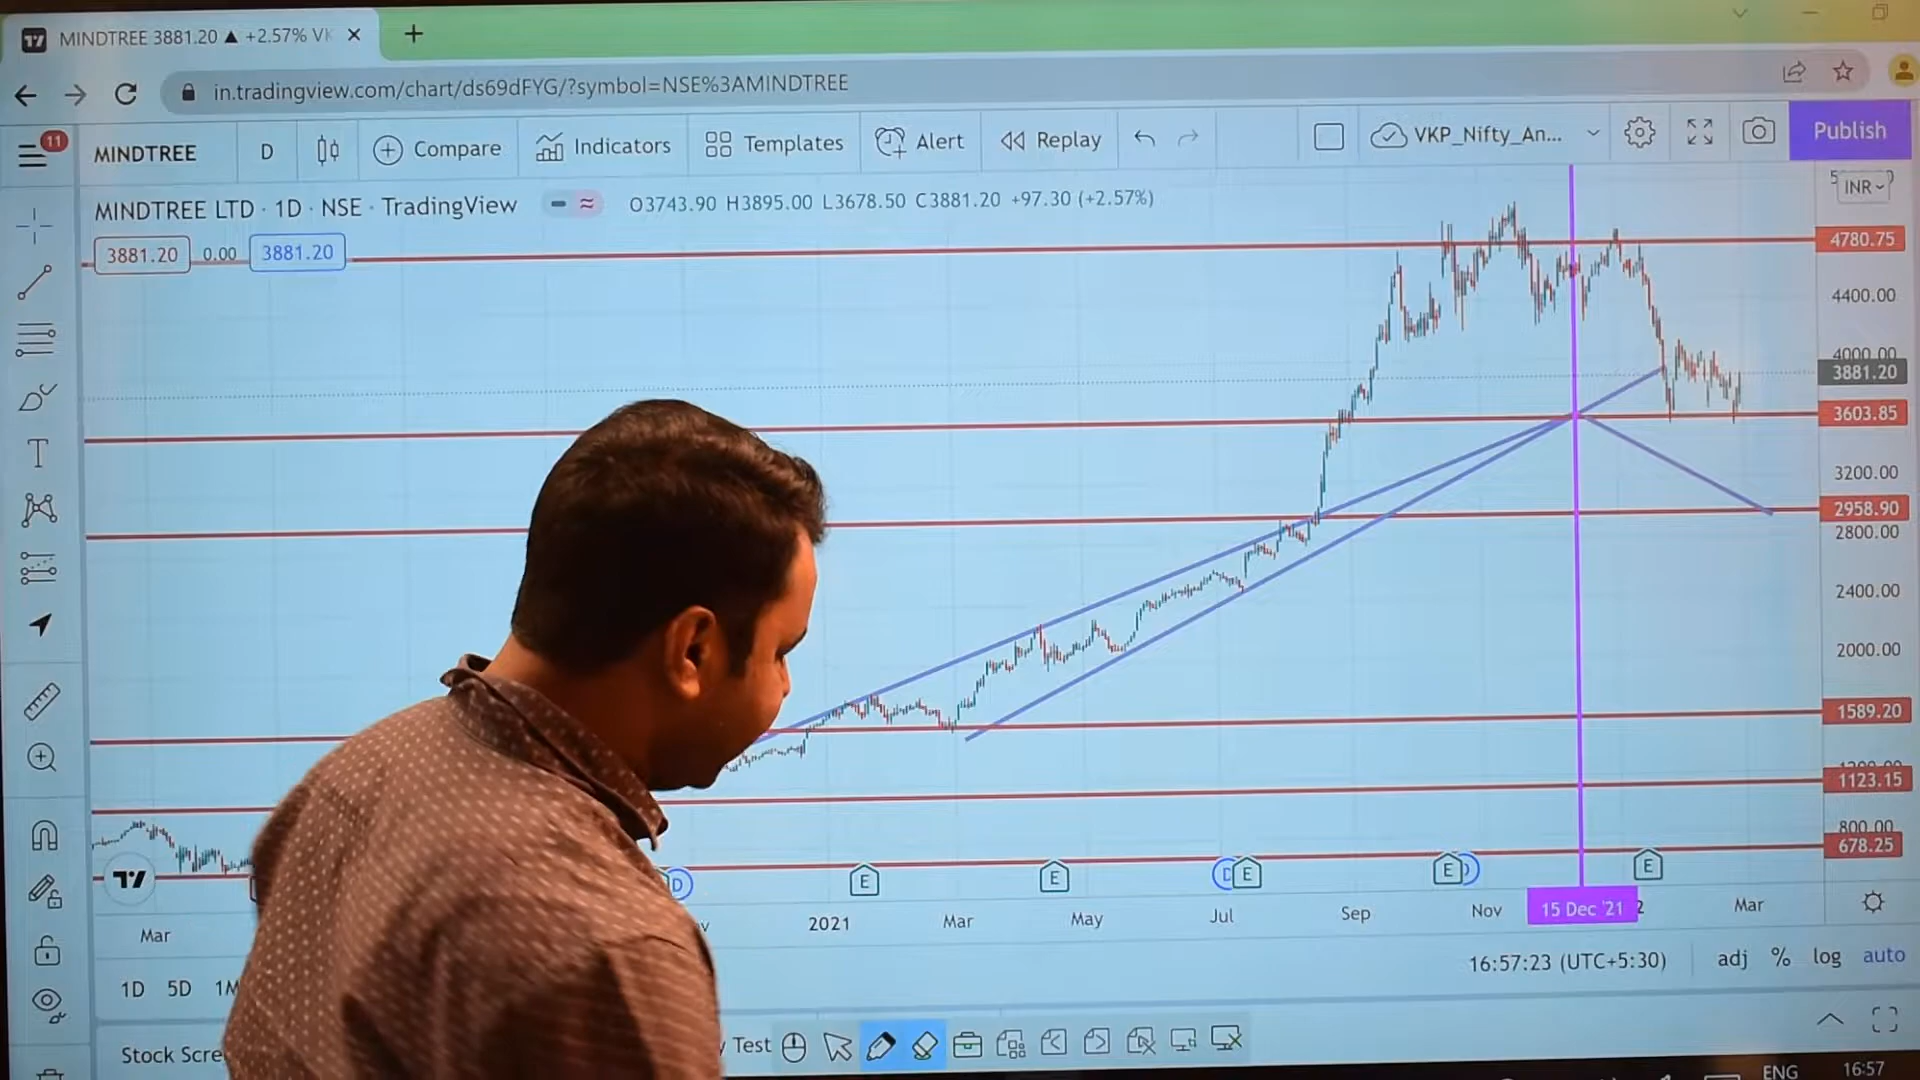 MINDTREE 3881.20 ▲ +2.57% VK
in.tradingview.com/chart/ds69dFYG/?symbol=NSE%3AMINDTREE
11
MINDTREE D Compare Indicators Templates Alert Replay VKP_Nifty_An... Publish
MINDTREE LTD · 1D · NSE · TradingView O3743.90 H3895.00 L3678.50 C3881.20 +97.30 (+2.57%)
INR
3881.20 0.00 3881.20
4780.75
4400.00
4000.00
3881.20
3603.85
3200.00
2958.90
2800.00
2400.00
2000.00
1589.20
1123.15
800.00
678.25
D E E D E E E
Mar 2021 Mar May Jul Sep Nov 15 Dec '21 Mar
16:57:23 (UTC+5:30) adj % log auto
1D 5D 1M
Stock Scre
Test
ENG 16:57